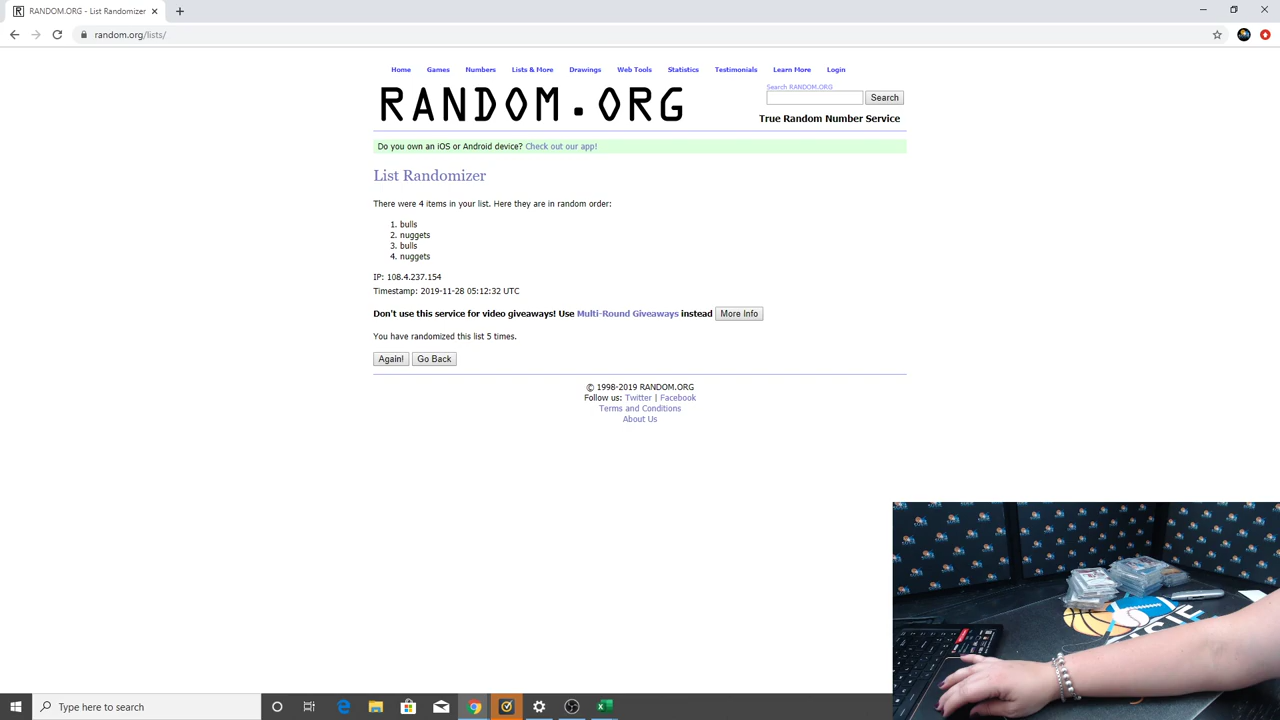 RANDOM.ORG - List Randomizer
random.org/lists/
Home Games Numbers Lists & More Drawings Web Tools Statistics Testimonials Learn More Login
Search RANDOM.ORG
RANDOM.ORG
Search
True Random Number Service
Do you own an iOS or Android device? Check out our app!
List Randomizer
There were 4 items in your list. Here they are in random order:
1. bulls
2. nuggets
3. bulls
4. nuggets
IP: 108.4.237.154
Timestamp: 2019-11-28 05:12:32 UTC
Don't use this service for video giveaways! Use Multi-Round Giveaways instead More Info
You have randomized this list 5 times.
Again! Go Back
© 1998-2019 RANDOM.ORG
Follow us: Twitter | Facebook
Terms and Conditions
About Us
Type here to search